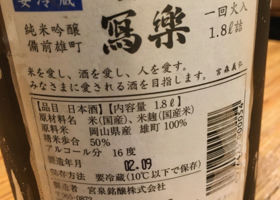 要冷蔵
純米吟醸
備前雄町
寫樂
一回火入
1.8ℓ詰
米を愛し、酒を愛し、人を愛す。
みなさまに愛される酒を目指します。
宮森義弘
【品目 日本酒】【内容量 1.8ℓ】
原材料名 米(国産)、米麹(国産米)
原料米 岡山県産 雄町 100%
精米歩合 50%
アルコール分 16度
製造年月 02.09
保存方法 要冷蔵(10℃以下で保存)
製造者 宮泉銘醸株式会社